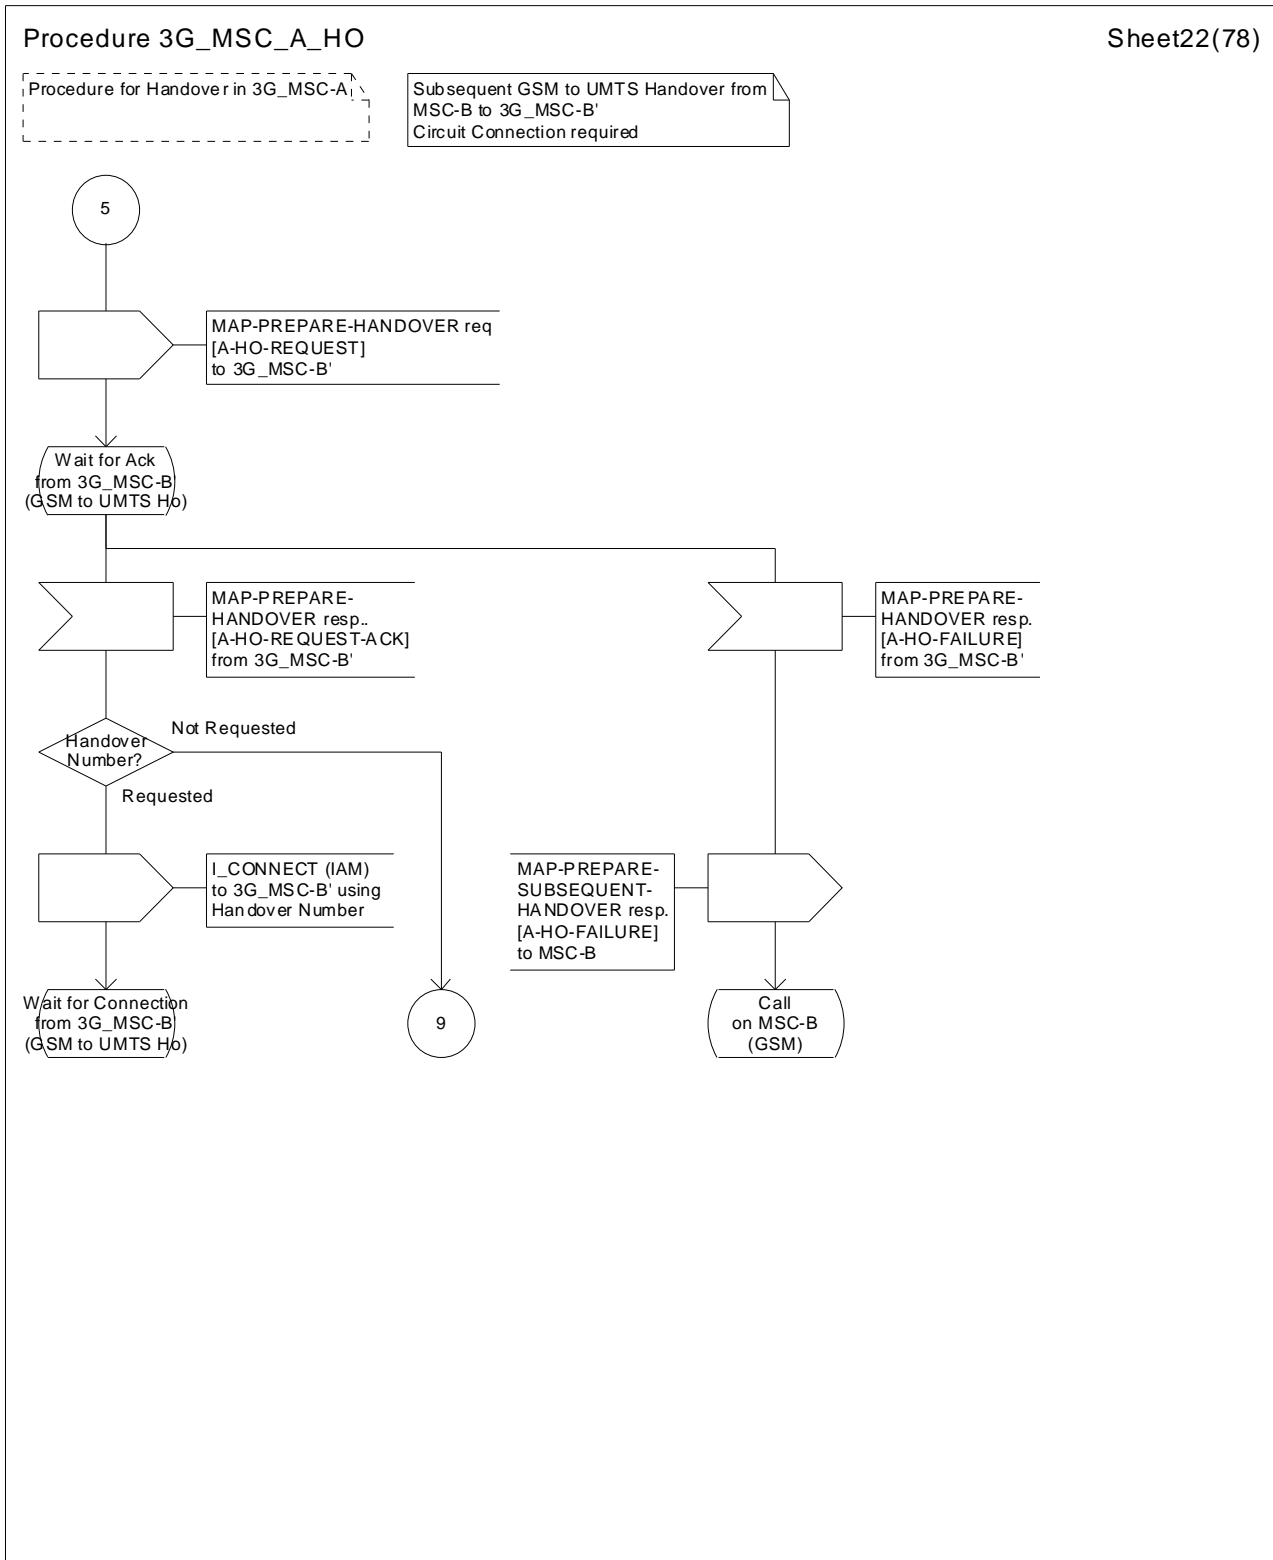 Procedure 3G_MSC_A_HO
Sheet22(78)
Procedure for Handover in 3G_MSC-A
Subsequent GSM to UMTS Handover from
MSC-B to 3G_MSC-B'
Circuit Connection required
5
MAP-PREPARE-HANDOVER req
[A-HO-REQUEST]
to 3G_MSC-B'
Wait for Ack
from 3G_MSC-B'
(GSM to UMTS Ho)
MAP-PREPARE-
HANDOVER resp..
[A-HO-REQUEST-ACK]
from 3G_MSC-B'
MAP-PREPARE-
HANDOVER resp.
[A-HO-FAILURE]
from 3G_MSC-B'
Handover
Number?
Not Requested
Requested
I_CONNECT (IAM)
to 3G_MSC-B' using
Handover Number
MAP-PREPARE-
SUBSEQUENT-
HANDOVER resp.
[A-HO-FAILURE]
to MSC-B
Wait for Connection
from 3G_MSC-B'
(GSM to UMTS Ho)
9
Call
on MSC-B
(GSM)